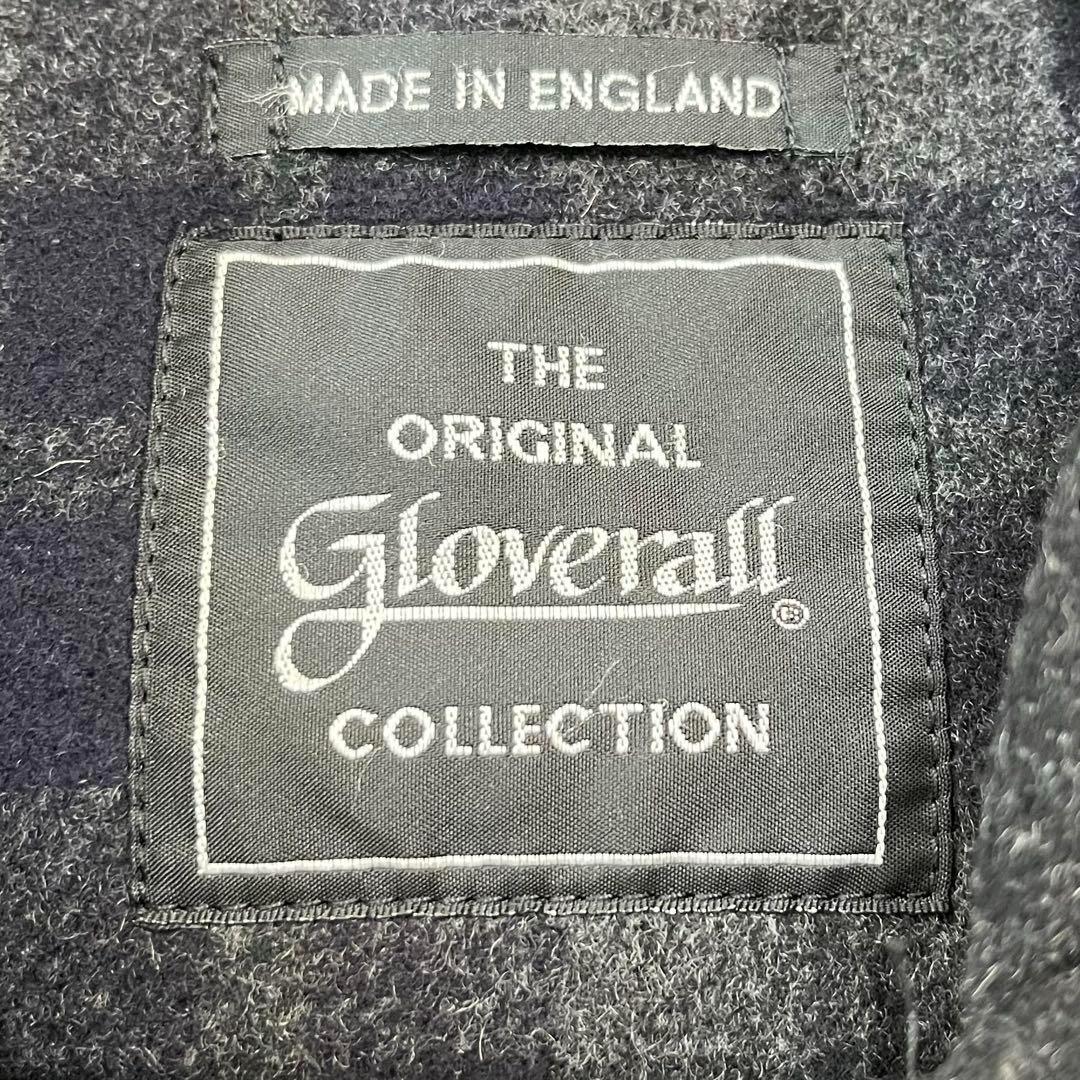 MADE IN ENGLAND
THE
ORIGINAL
Gloverall®
COLLECTION